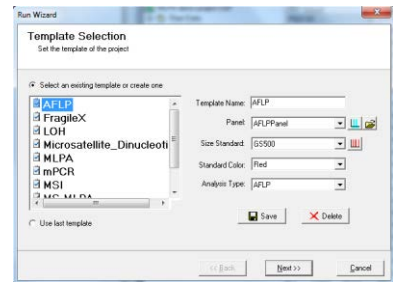 Run Wizard
Template Selection
Set the template of the project
Select an existing template or create one
AFLP
FragileX
LOH
Microsatellite_Dinucleoti
MLPA
mPCR
MSI
MS-MLPA
Use last template
Template Name: AFLP
Panel: AFLPPanel
Size Standard: GS500
Standard Color: Red
Analysis Type: AFLP
Save Delete
<< Back Next >> Cancel